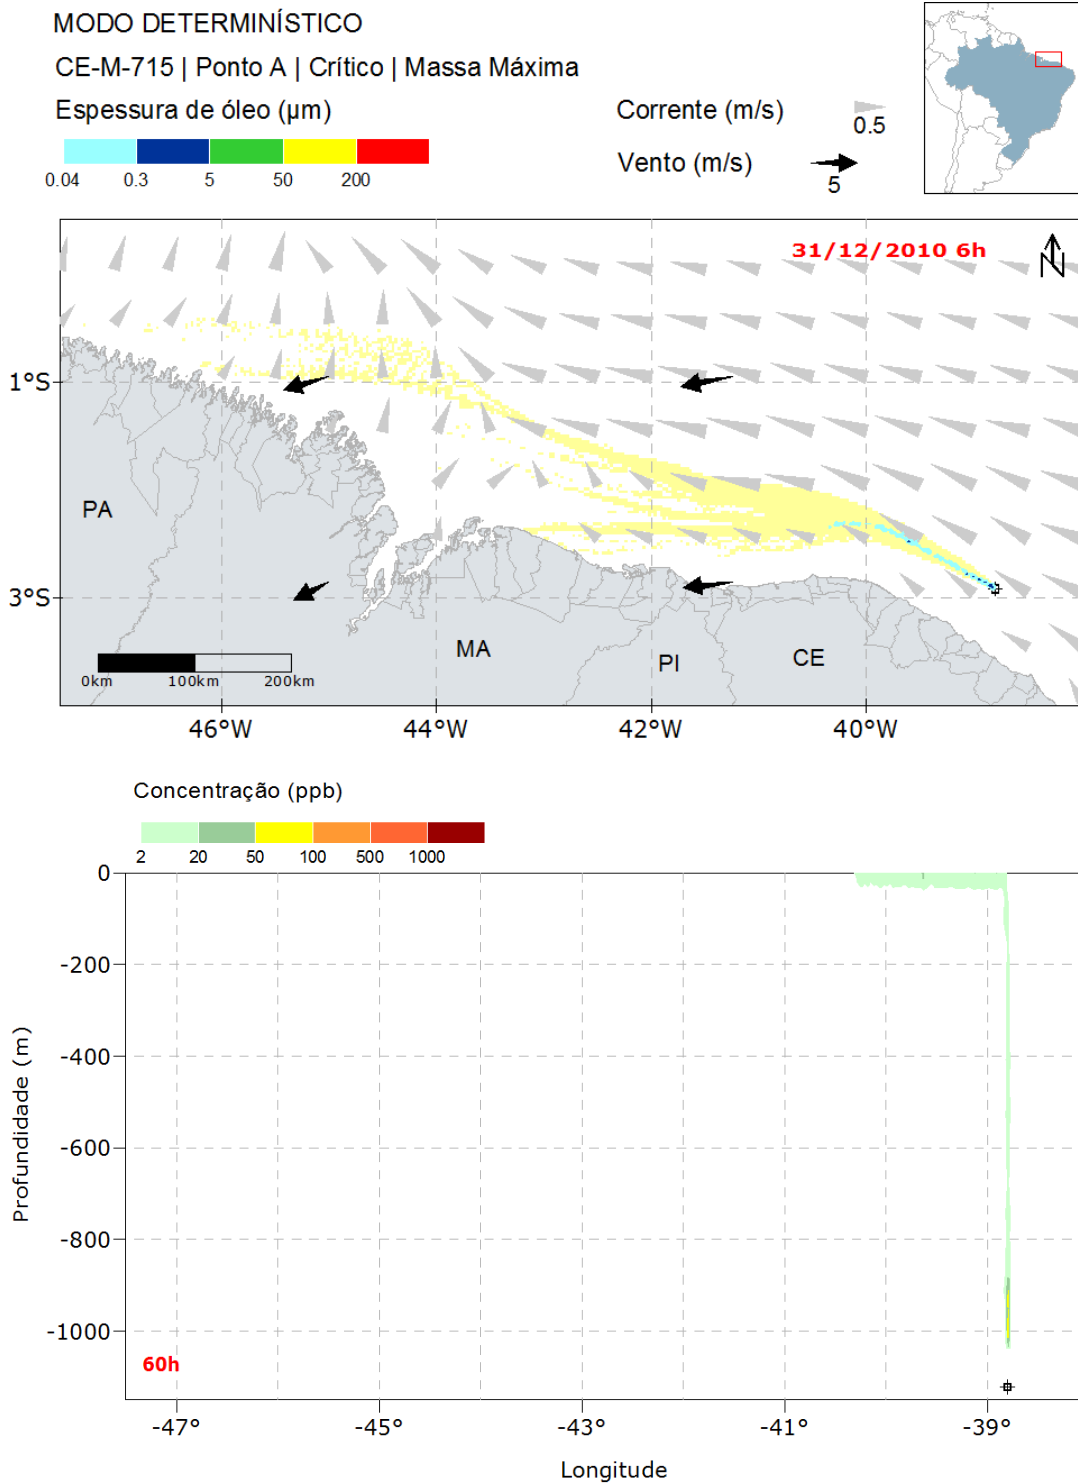 MODO DETERMINÍSTICO
CE-M-715 | Ponto A | Crítico | Massa Máxima
Espessura de óleo (µm)
0.04 0.3 5 50 200
Corrente (m/s)
0.5
Vento (m/s)
5
31/12/2010 6h
N
1°S
3°S
PA
MA
PI
CE
0km 100km 200km
46°W 44°W 42°W 40°W
Concentração (ppb)
2 20 50 100 500 1000
0
-200
-400
-600
-800
-1000
Profundidade (m)
60h
-47° -45° -43° -41° -39°
Longitude